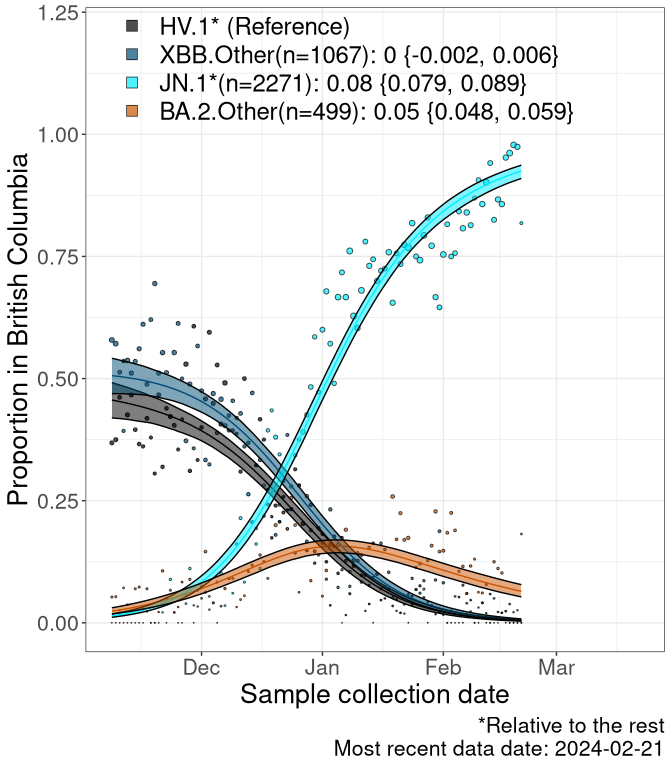 HV.1* (Reference)
XBB.Other(n=1067): 0 {-0.002, 0.006}
JN.1*(n=2271): 0.08 {0.079, 0.089}
BA.2.Other(n=499): 0.05 {0.048, 0.059}
Proportion in British Columbia
1.25
1.00
0.75
0.50
0.25
0.00
Dec Jan Feb Mar
Sample collection date
*Relative to the rest
Most recent data date: 2024-02-21